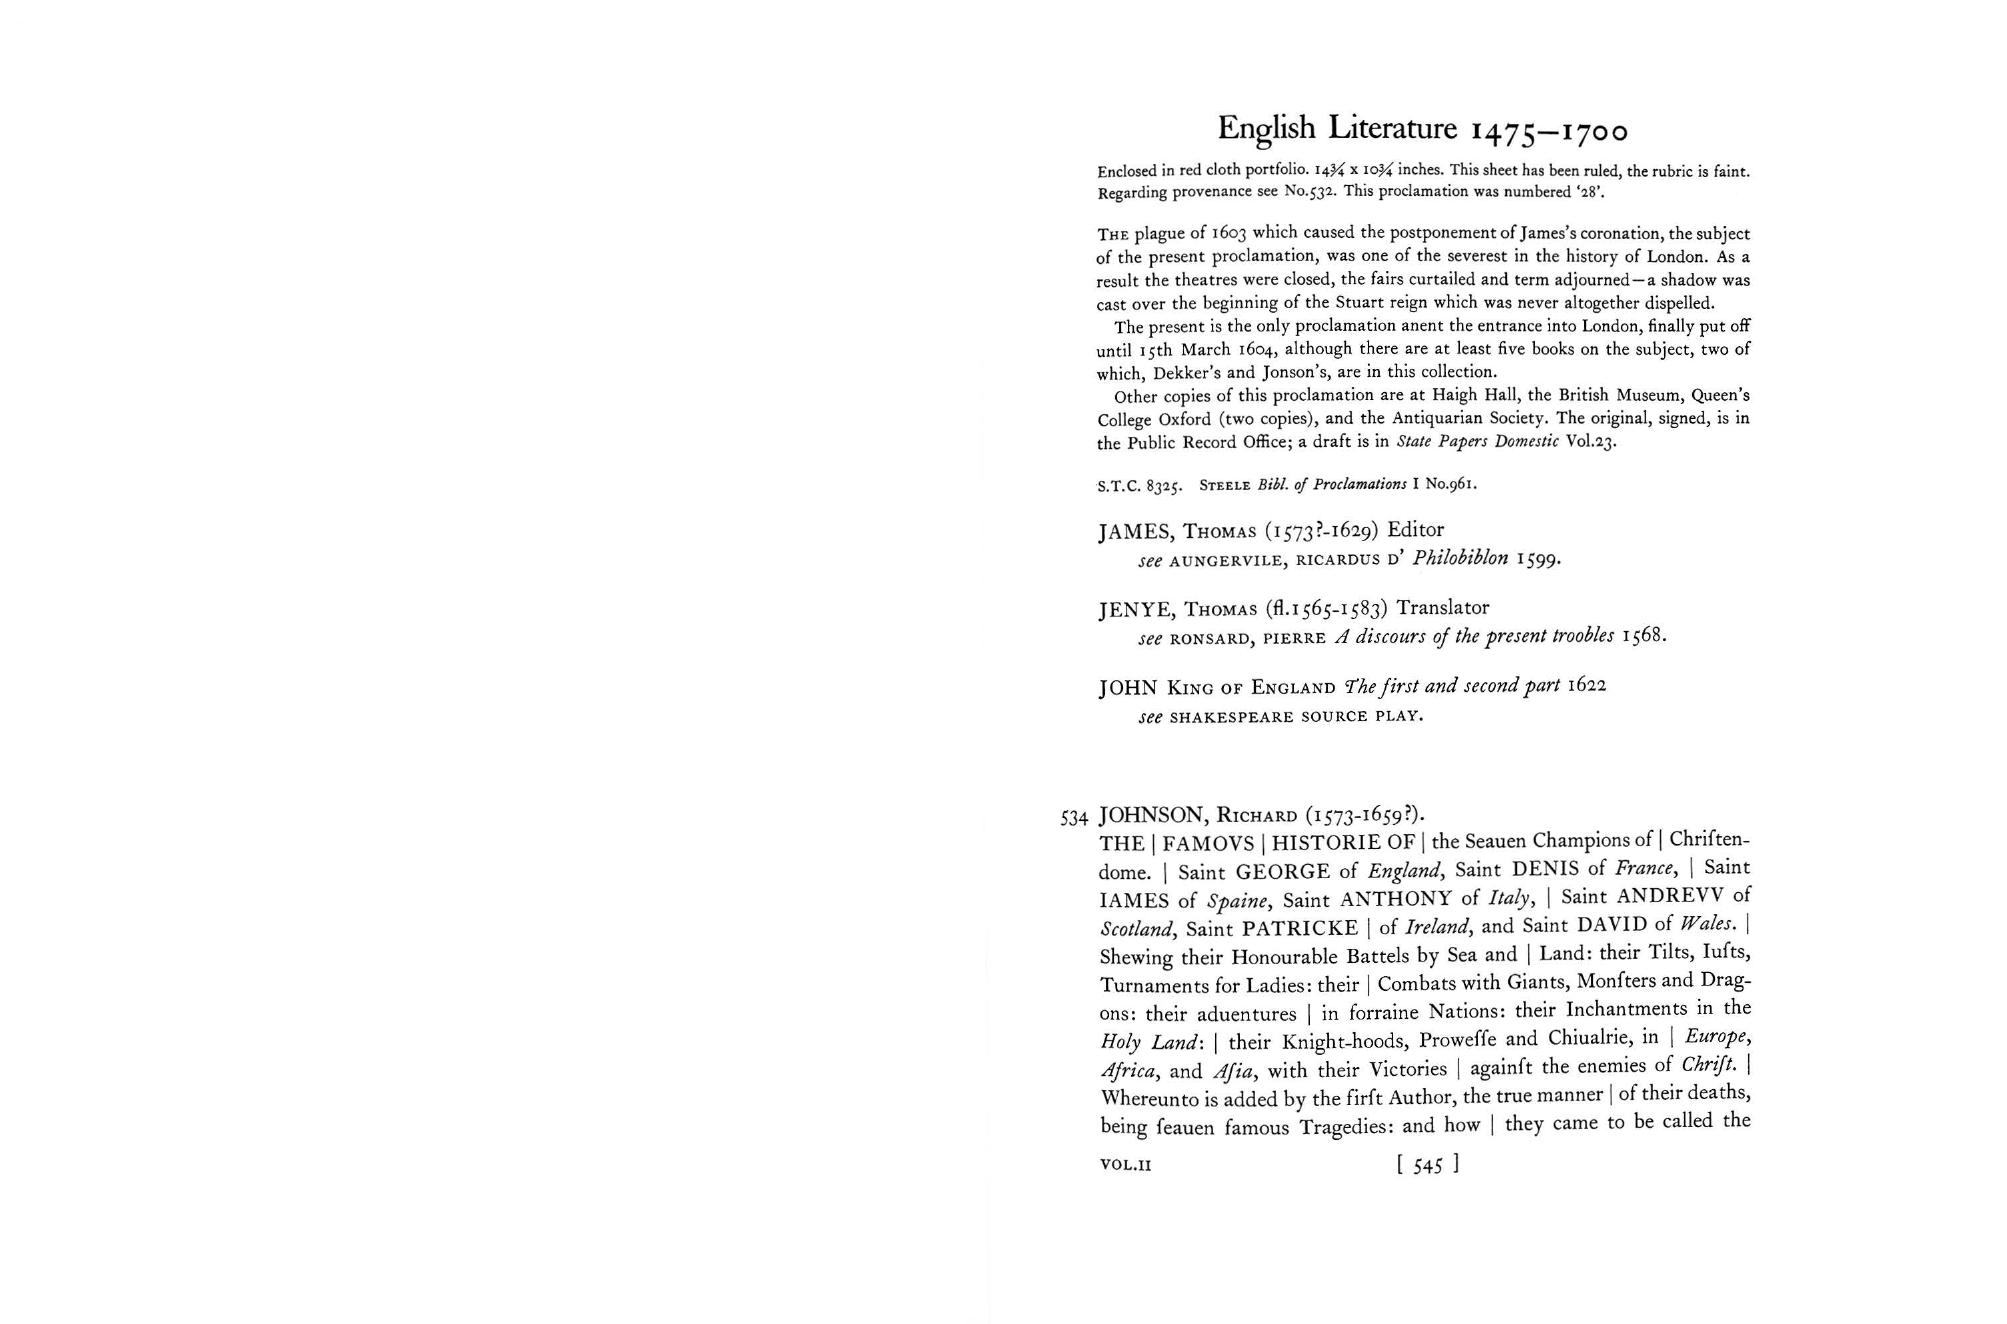 English Literature 1475—1700
Enclosed in red cloth portfolio. 14¾ x 10¾ inches. This sheet has been ruled, the rubric is faint.
Regarding provenance see No.532. This proclamation was numbered ‘28’.
THE plague of 1603 which caused the postponement of James’s coronation, the subject
of the present proclamation, was one of the severest in the history of London. As a
result the theatres were closed, the fairs curtailed and term adjourned—a shadow was
cast over the beginning of the Stuart reign which was never altogether dispelled.
The present is the only proclamation anent the entrance into London, finally put off
until 15th March 1604, although there are at least five books on the subject, two of
which, Dekker’s and Jonson’s, are in this collection.
Other copies of this proclamation are at Haigh Hall, the British Museum, Queen’s
College Oxford (two copies), and the Antiquarian Society. The original, signed, is in
the Public Record Office; a draft is in State Papers Domestic Vol.23.
S.T.C. 8325. STEELE Bibl. of Proclamations I No.961.
JAMES, THOMAS (1573?-1629) Editor
see AUNGERVILE, RICARDUS D’ Philobiblon 1599.
JENYE, THOMAS (fl.1565-1583) Translator
see RONSARD, PIERRE A discours of the present troobles 1568.
JOHN KING OF ENGLAND The first and second part 1622
see SHAKESPEARE SOURCE PLAY.
534 JOHNSON, RICHARD (1573-1659?).
THE | FAMOVS | HISTORIE OF | the Seauen Champions of | Chriſten-
dome. | Saint GEORGE of England, Saint DENIS of France, | Saint
IAMES of Spaine, Saint ANTHONY of Italy, | Saint ANDREVV of
Scotland, Saint PATRICKE | of Ireland, and Saint DAVID of Wales. |
Shewing their Honourable Battels by Sea and | Land: their Tilts, Iuſts,
Turnaments for Ladies: their | Combats with Giants, Monſters and Drag-
ons: their aduentures | in forraine Nations: their Inchantments in the
Holy Land: | their Knight-hoods, Proweſſe and Chiualrie, in | Europe,
Africa, and Aſia, with their Victories | againſt the enemies of Chriſt. |
Whereunto is added by the firſt Author, the true manner | of their deaths,
being ſeauen famous Tragedies: and how | they came to be called the
VOL.II [ 545 ]